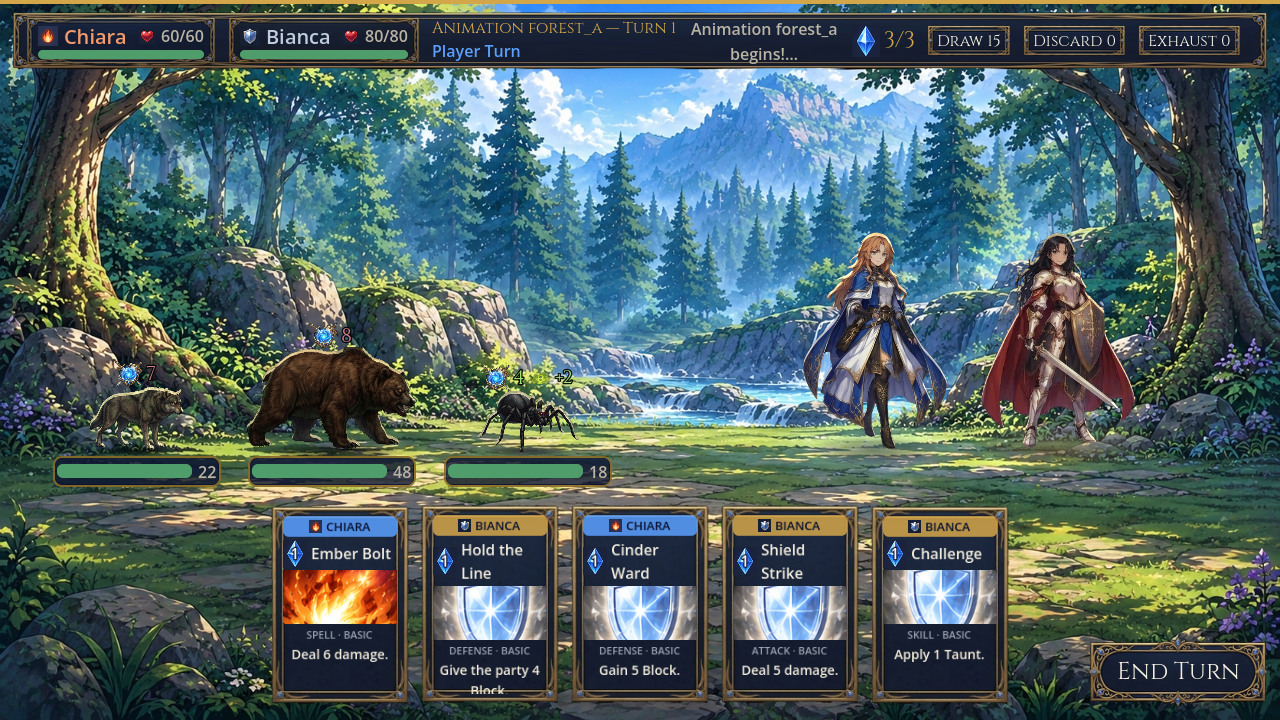 Chiara 60/60
Bianca 80/80
Animation forest_a — Turn 1
Player Turn
Animation forest_a
begins!...
3/3
Draw 15
Discard 0
Exhaust 0
7
8
4 +2
22
48
18
CHIARA
1 Ember Bolt
SPELL · BASIC
Deal 6 damage.
BIANCA
1 Hold the
Line
DEFENSE · BASIC
Give the party 4
Block.
CHIARA
1 Cinder
Ward
DEFENSE · BASIC
Gain 5 Block.
BIANCA
1 Shield
Strike
ATTACK · BASIC
Deal 5 damage.
BIANCA
1 Challenge
SKILL · BASIC
Apply 1 Taunt.
End Turn